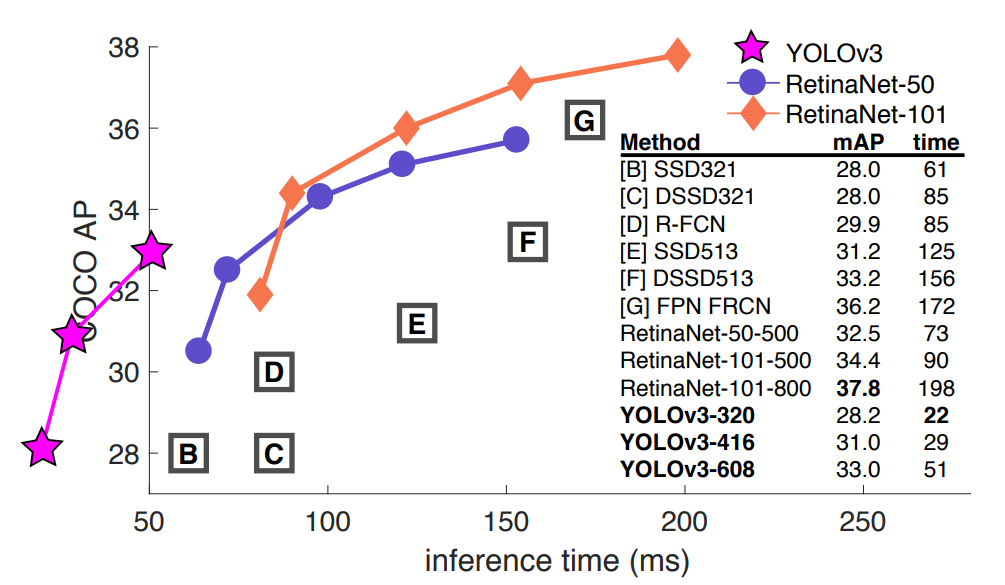 38
36
34
32
30
28
COCO AP
50
100
150
200
250
inference time (ms)
B
C
D
E
F
G
YOLOv3
RetinaNet-50
RetinaNet-101
Method mAP time
[B] SSD321 28.0 61
[C] DSSD321 28.0 85
[D] R-FCN 29.9 85
[E] SSD513 31.2 125
[F] DSSD513 33.2 156
[G] FPN FRCN 36.2 172
RetinaNet-50-500 32.5 73
RetinaNet-101-500 34.4 90
RetinaNet-101-800 37.8 198
YOLOv3-320 28.2 22
YOLOv3-416 31.0 29
YOLOv3-608 33.0 51